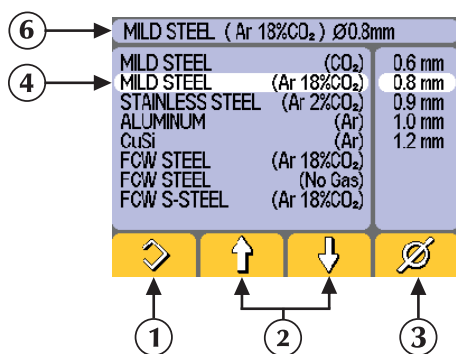 6
MILD STEEL ( Ar 18%CO₂ ) Ø0.8mm
MILD STEEL (CO₂) 0.6 mm
4
MILD STEEL (Ar 18%CO₂) 0.8 mm
STAINLESS STEEL (Ar 2%CO₂) 0.9 mm
ALUMINUM (Ar) 1.0 mm
CuSi (Ar) 1.2 mm
FCW STEEL (Ar 18%CO₂)
FCW STEEL (No Gas)
FCW S-STEEL (Ar 18%CO₂)
1 2 3